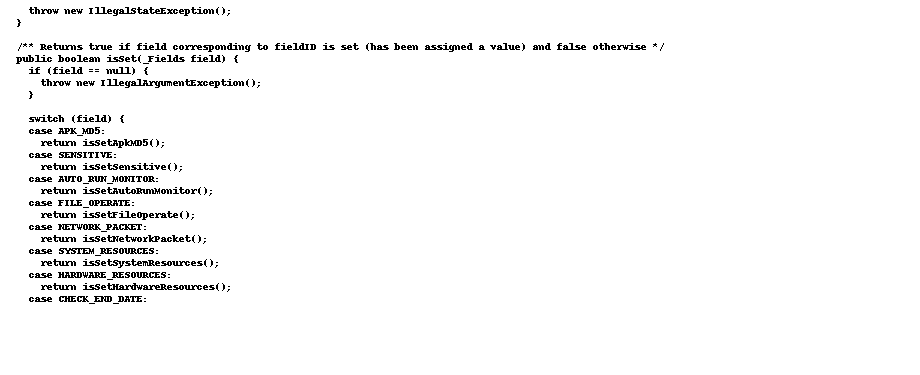 throw new IllegalStateException();
}
/** Returns true if field corresponding to fieldID is set (has been assigned a value) and false otherwise */
public boolean isSet(_Fields field) {
if (field == null) {
throw new IllegalArgumentException();
}
switch (field) {
case APK_MD5:
return isSetApkMD5();
case SENSITIVE:
return isSetSensitive();
case AUTO_RUN_MONITOR:
return isSetAutoRunMonitor();
case FILE_OPERATE:
return isSetFileOperate();
case NETWORK_PACKET:
return isSetNetworkPacket();
case SYSTEM_RESOURCES:
return isSetSystemResources();
case HARDWARE_RESOURCES:
return isSetHardwareResources();
case CHECK_END_DATE: